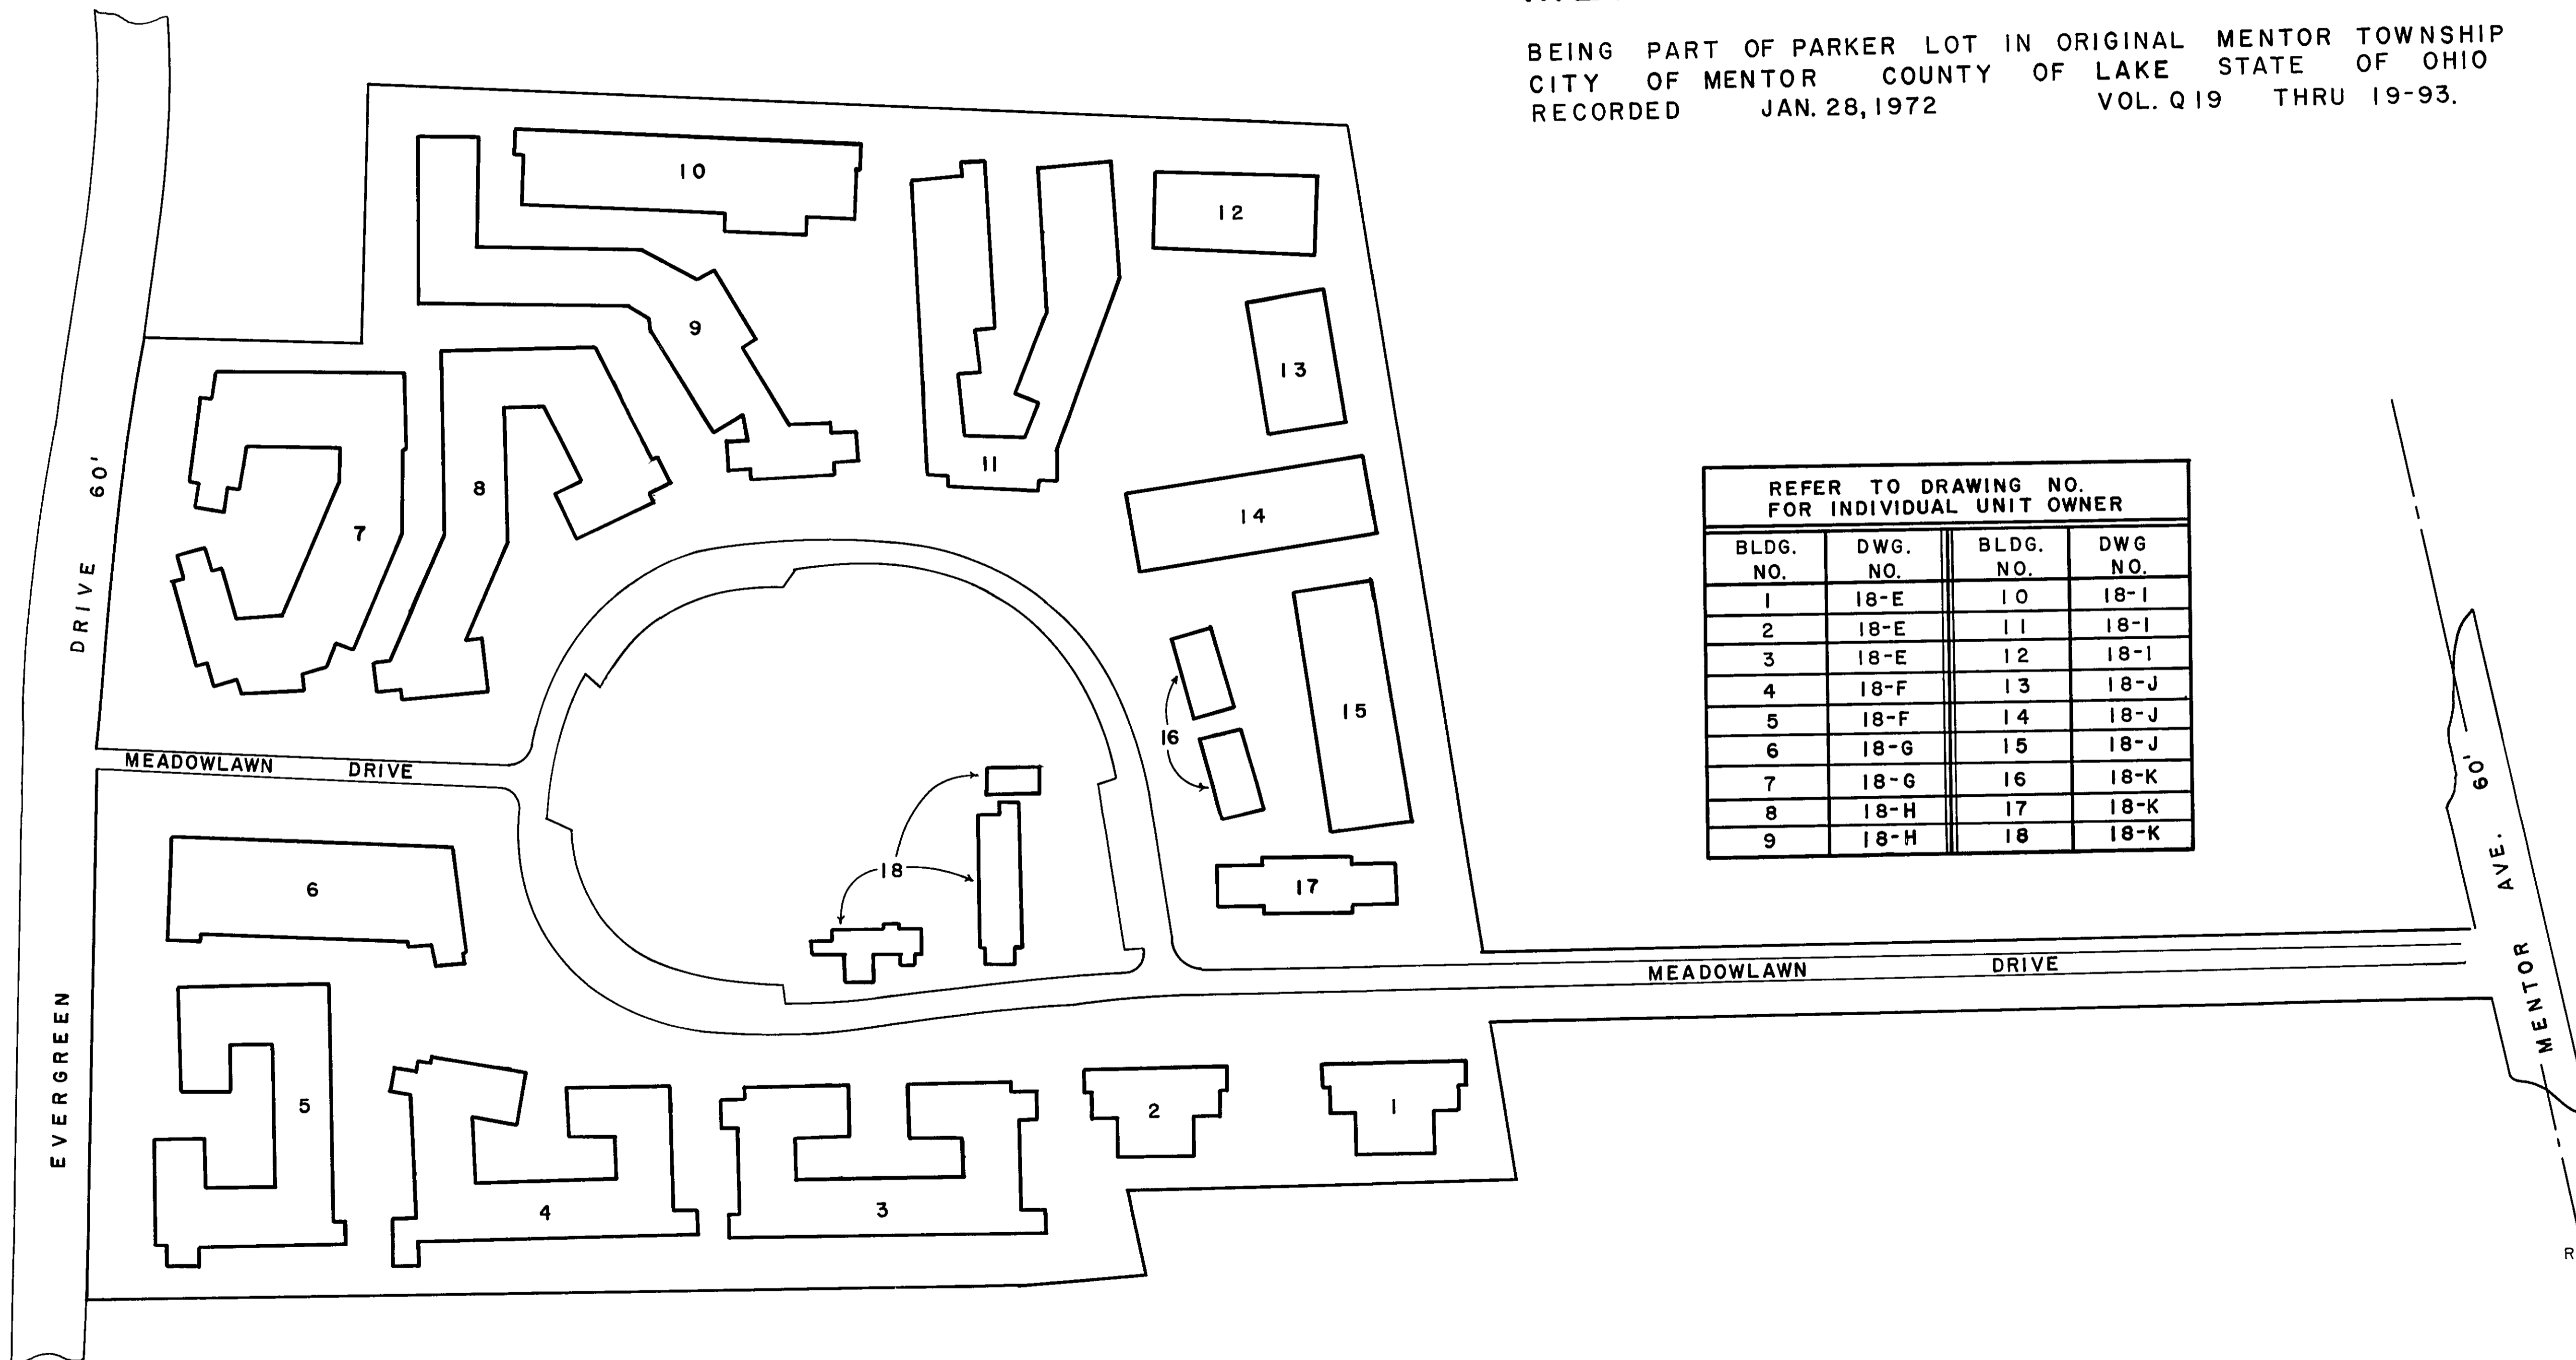 BEING PART OF PARKER LOT IN ORIGINAL MENTOR TOWNSHIP
CITY OF MENTOR COUNTY OF LAKE STATE OF OHIO
RECORDED JAN. 28, 1972 VOL. Q 19 THRU 19-93.
10
12
9
13
11
8
7
14
DRIVE 60'
15
16
MEADOWLAWN DRIVE
18
6
17
MEADOWLAWN DRIVE
EVERGREEN
5
2
1
4
3
REFER TO DRAWING NO.
FOR INDIVIDUAL UNIT OWNER
BLDG. NO. DWG. NO. BLDG. NO. DWG NO.
1 18-E 10 18-I
2 18-E 11 18-I
3 18-E 12 18-I
4 18-F 13 18-J
5 18-F 14 18-J
6 18-G 15 18-J
7 18-G 16 18-K
8 18-H 17 18-K
9 18-H 18 18-K
MENTOR AVE. 60'
R